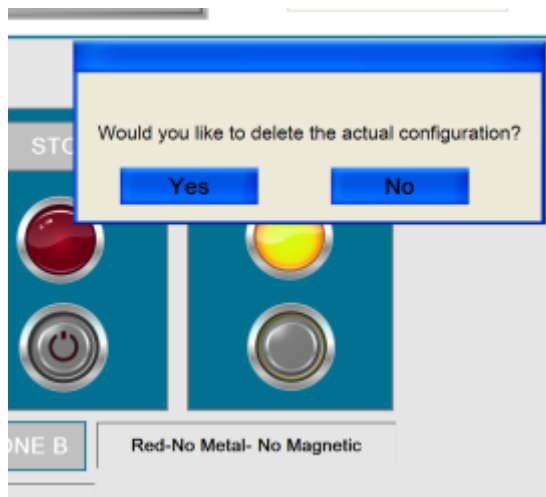 Would you like to delete the actual configuration?
Yes
No
Red-No Metal- No Magnetic